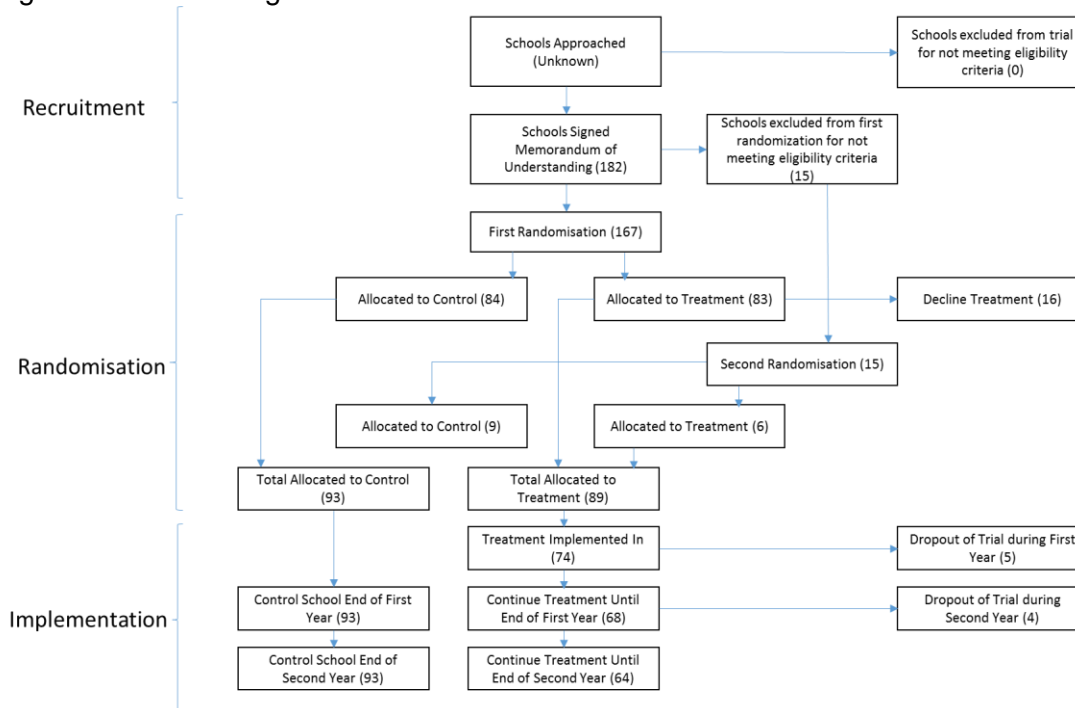 Schools Approached
(Unknown)
Schools excluded from trial
for not meeting eligibility
criteria (0)
Recruitment
Schools Signed
Memorandum of
Understanding (182)
Schools excluded from first
randomization for not
meeting eligibility criteria
(15)
First Randomisation (167)
Allocated to Control (84)
Allocated to Treatment (83)
Decline Treatment (16)
Randomisation
Second Randomisation (15)
Allocated to Control (9)
Allocated to Treatment (6)
Total Allocated to Control
(93)
Total Allocated to
Treatment (89)
Treatment Implemented In
(74)
Dropout of Trial during First
Year (5)
Implementation
Control School End of First
Year (93)
Continue Treatment Until
End of First Year (68)
Dropout of Trial during
Second Year (4)
Control School End of
Second Year (93)
Continue Treatment Until
End of Second Year (64)